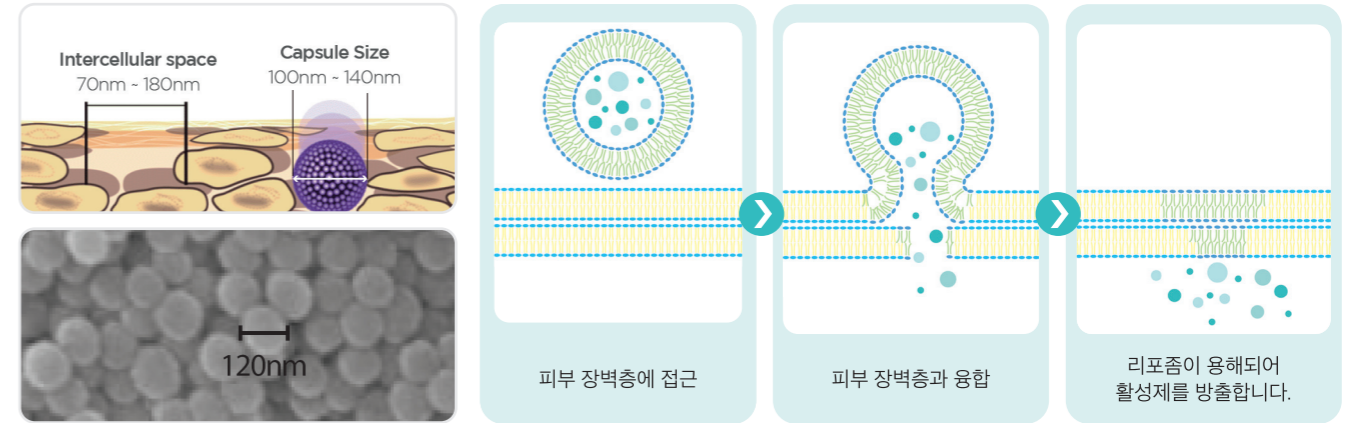 Intercellular space
70nm ~ 180nm
Capsule Size
100nm ~ 140nm
120nm
피부 장벽층에 접근
피부 장벽층과 융합
리포좀이 용해되어
활성제를 방출합니다.